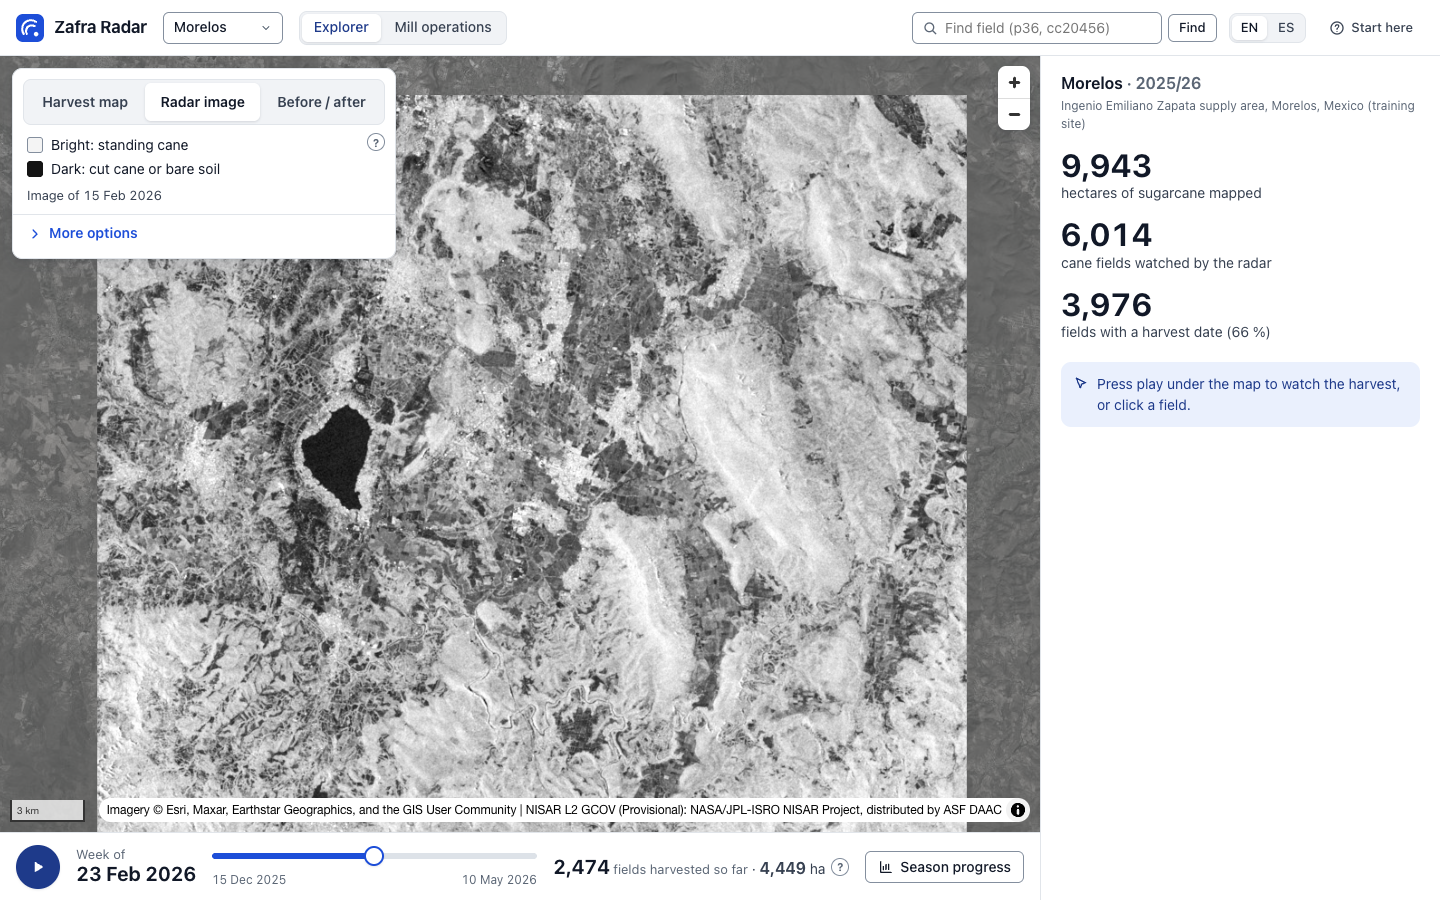 Zafra Radar
Morelos
Explorer
Mill operations
Find field (p36, cc20456)
Find
EN
ES
Start here
Harvest map
Radar image
Before / after
Bright: standing cane
?
Dark: cut cane or bare soil
Image of 15 Feb 2026
More options
+
−
Morelos · 2025/26
Ingenio Emiliano Zapata supply area, Morelos, Mexico (training
site)
9,943
hectares of sugarcane mapped
6,014
cane fields watched by the radar
3,976
fields with a harvest date (66 %)
Press play under the map to watch the harvest,
or click a field.
3 km
Imagery © Esri, Maxar, Earthstar Geographics, and the GIS User Community | NISAR L2 GCOV (Provisional): NASA/JPL-ISRO NISAR Project, distributed by ASF DAAC
Week of
23 Feb 2026
15 Dec 2025
10 May 2026
2,474 fields harvested so far · 4,449 ha ?
Season progress